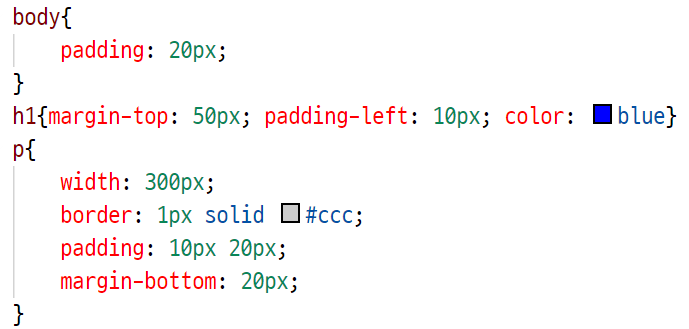 body{
    padding: 20px;
}
h1{margin-top: 50px; padding-left: 10px; color: blue}
p{
    width: 300px;
    border: 1px solid #ccc;
    padding: 10px 20px;
    margin-bottom: 20px;
}